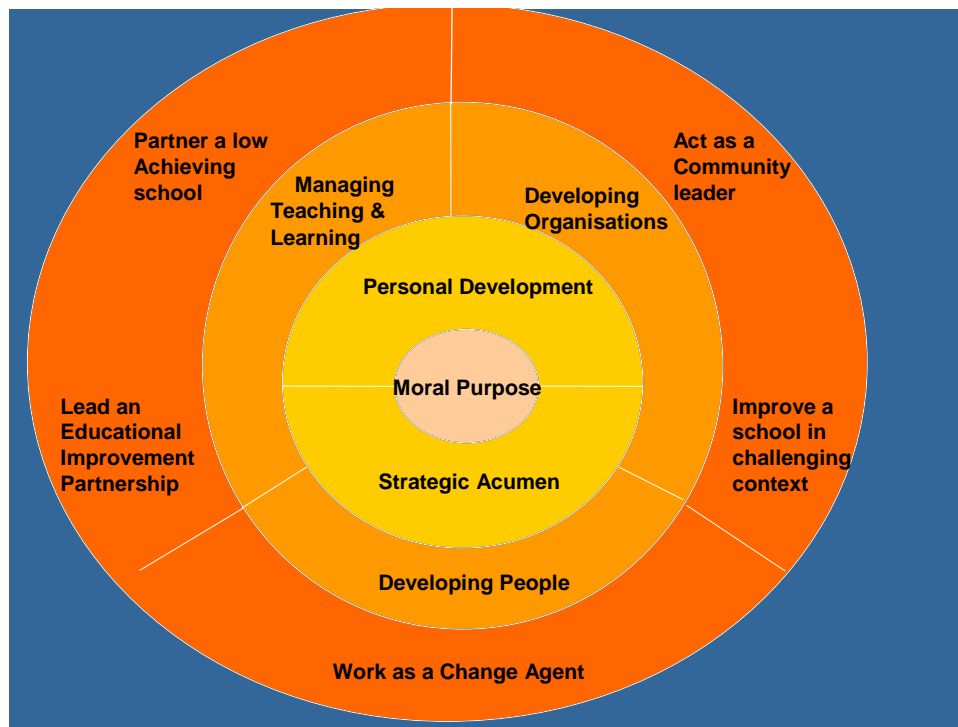 Partner a low
Achieving
school
Act as a
Community
leader
Managing
Teaching &
Learning
Developing
Organisations
Personal Development
Moral Purpose
Lead an
Educational
Improvement
Partnership
Improve a
school in
challenging
context
Strategic Acumen
Developing People
Work as a Change Agent